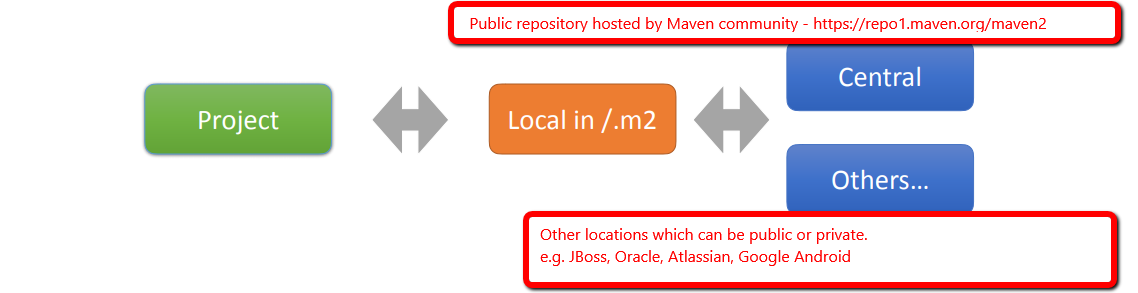 Public repository hosted by Maven community - https://repo1.maven.org/maven2
Central
Project
Local in /.m2
Others...
Other locations which can be public or private.
e.g. JBoss, Oracle, Atlassian, Google Android